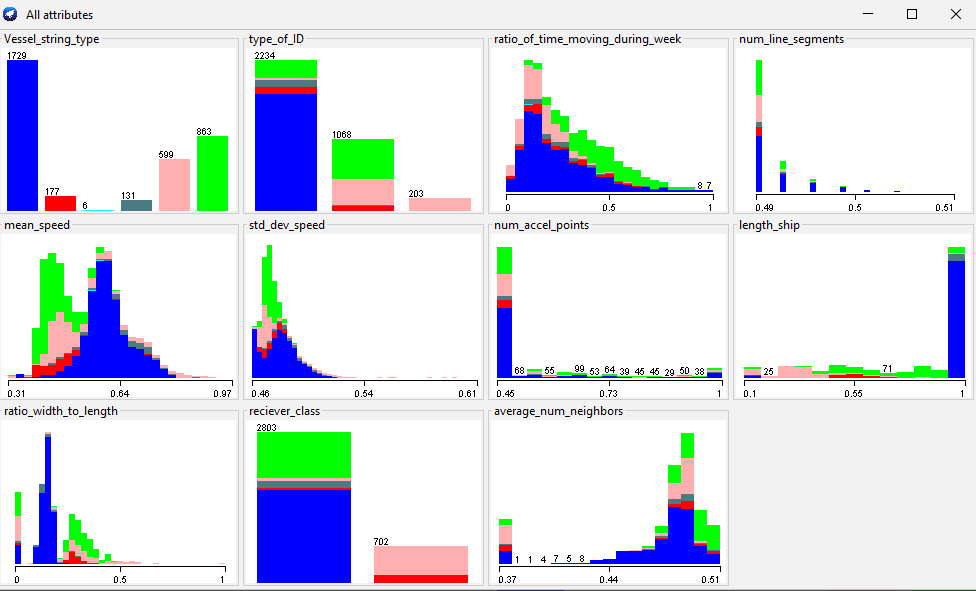 All attributes
Vessel_string_type
1729
177
6
131
599
863
type_of_ID
2234
1068
203
ratio_of_time_moving_during_week
8 7
0 0.5 1
num_line_segments
0.49 0.5 0.51
mean_speed
0.31 0.64 0.97
std_dev_speed
0.46 0.54 0.61
num_accel_points
68 55 99 53 64 39 45 45 29 50 38
0.46 0.73 1
length_ship
25 71
0.1 0.55 1
ratio_width_to_length
0 0.5 1
reciever_class
2803
702
average_num_neighbors
1 1 4 7 5 8
0.37 0.44 0.51